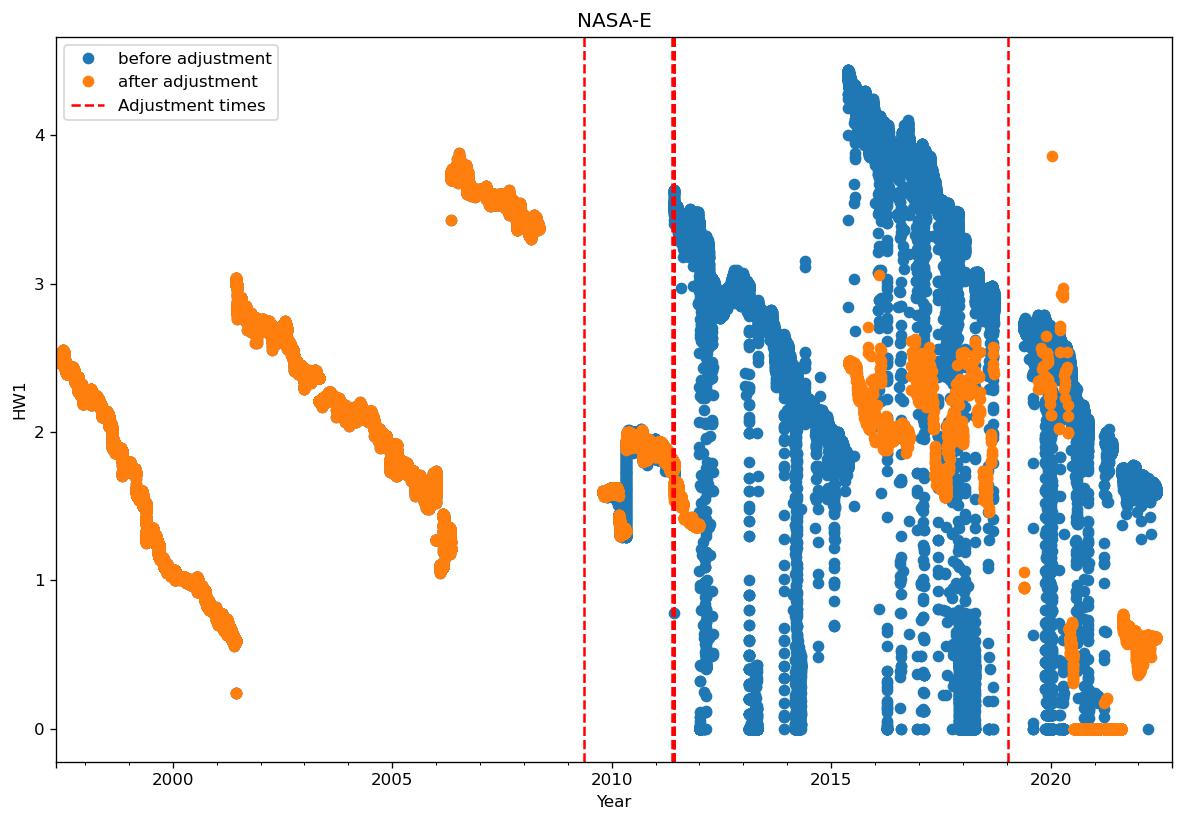 NASA-E
before adjustment
after adjustment
Adjustment times
HW1
4
3
2
1
0
2000 2005 2010 2015 2020
Year